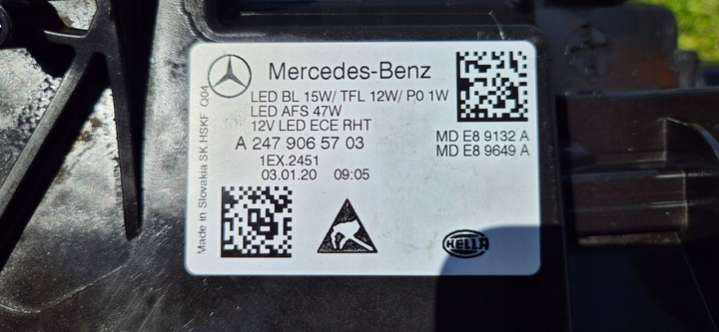 Mercedes-Benz
LED BL 15W/ TFL 12W/ PO 1W
LED AFS 47W
12V LED ECE RHT
A 247 906 57 03
1EX.2451
03.01.20 09:05
MD E8 9132 A
MD E8 9649 A
Made in Slovakia SK HSKF Q04
HELLA